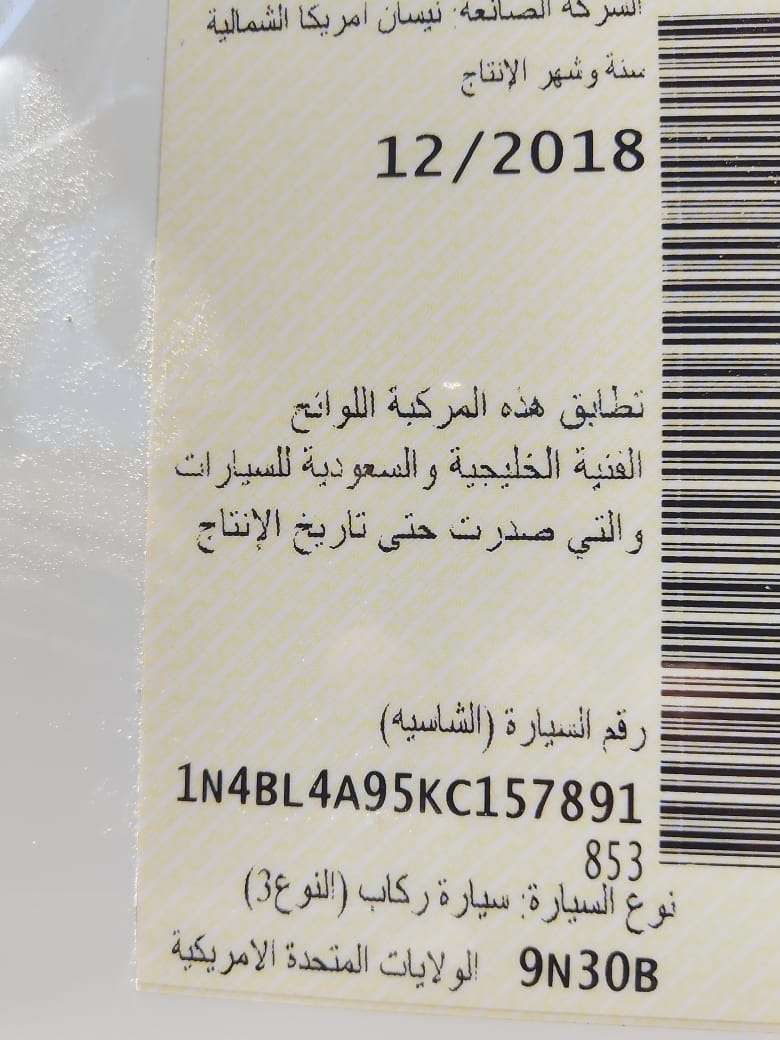 الشركة الصانعة: نيسان أمريكا الشمالية
سنة وشهر الإنتاج
12/2018
تطابق هذه المركبة اللوائح
الفنية الخليجية والسعودية للسيارات
والتي صدرت حتى تاريخ الإنتاج
رقم السيارة (الشاسيه)
1N4BL4A95KC157891
853
نوع السيارة: سيارة ركاب (النوع3)
9N30B الولايات المتحدة الامريكية